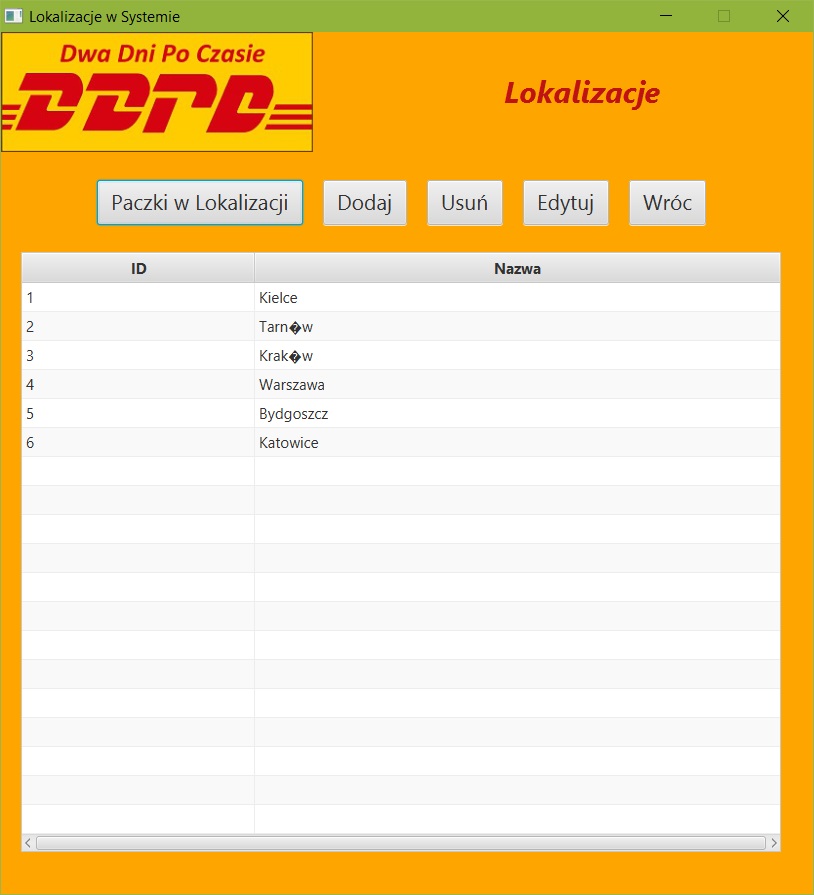 Lokalizacje w Systemie
Dwa Dni Po Czasie
DDPC
Lokalizacje
Paczki w Lokalizacji Dodaj Usuń Edytuj Wróc
ID Nazwa
1 Kielce
2 Tarn�w
3 Krak�w
4 Warszawa
5 Bydgoszcz
6 Katowice